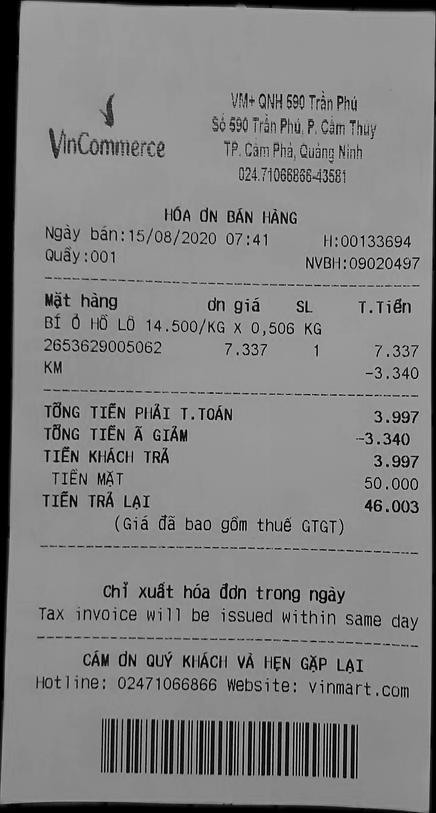 VinCommerce
VM+ QNH 590 Trần Phú
Số 590 Trần Phú, P. Cẩm Thủy
TP. Cẩm Phả, Quảng Ninh
024.71066866-43581
HÓA ƠN BÁN HÀNG
Ngày bán:15/08/2020 07:41 H:00133694
Quầy:001 NVBH:09020497
Mặt hàng ơn giá SL T.Tiền
BÍ Ỏ HỒ LÔ 14.500/KG X 0,506 KG
2653629005062 7.337 1 7.337
KM -3.340
TỔNG TIỀN PHẢI T.TOÁN 3.997
TỔNG TIỀN Ã GIẢM -3.340
TIỀN KHÁCH TRẢ 3.997
TIỀN MẶT 50.000
TIỀN TRẢ LẠI 46.003
(Giá đã bao gồm thuế GTGT)
Chỉ xuất hóa đơn trong ngày
Tax invoice will be issued within same day
CẢM ƠN QUÝ KHÁCH VÀ HẸN GẶP LẠI
Hotline: 02471066866 Website: vinmart.com